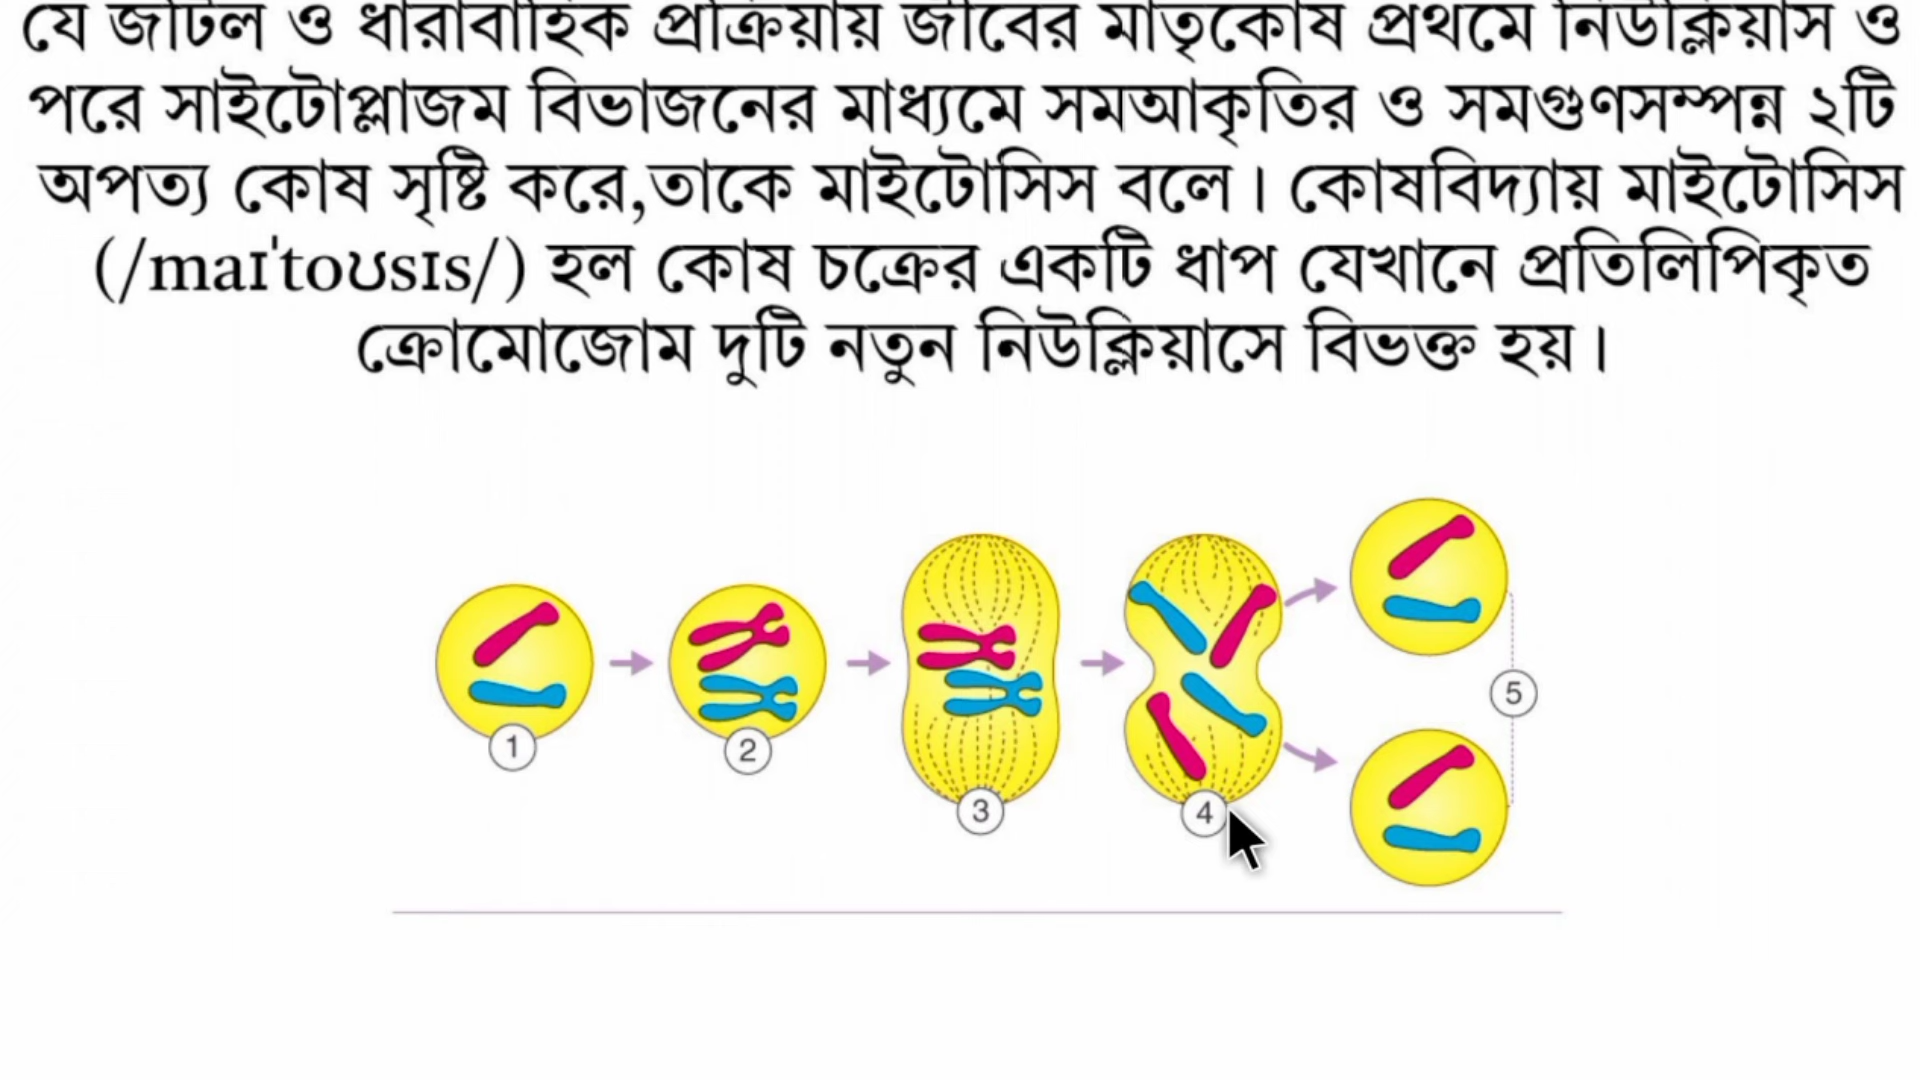 যে জটিল ও ধারাবাহিক প্রক্রিয়ায় জীবের মাতৃকোষ প্রথমে নিউক্লিয়াস ও
পরে সাইটোপ্লাজম বিভাজনের মাধ্যমে সমআকৃতির ও সমগুণসম্পন্ন ২টি
অপত্য কোষ সৃষ্টি করে,তাকে মাইটোসিস বলে। কোষবিদ্যায় মাইটোসিস
(/maɪˈtoʊsɪs/) হল কোষ চক্রের একটি ধাপ যেখানে প্রতিলিপিকৃত
ক্রোমোজোম দুটি নতুন নিউক্লিয়াসে বিভক্ত হয়।
1
2
3
4
5